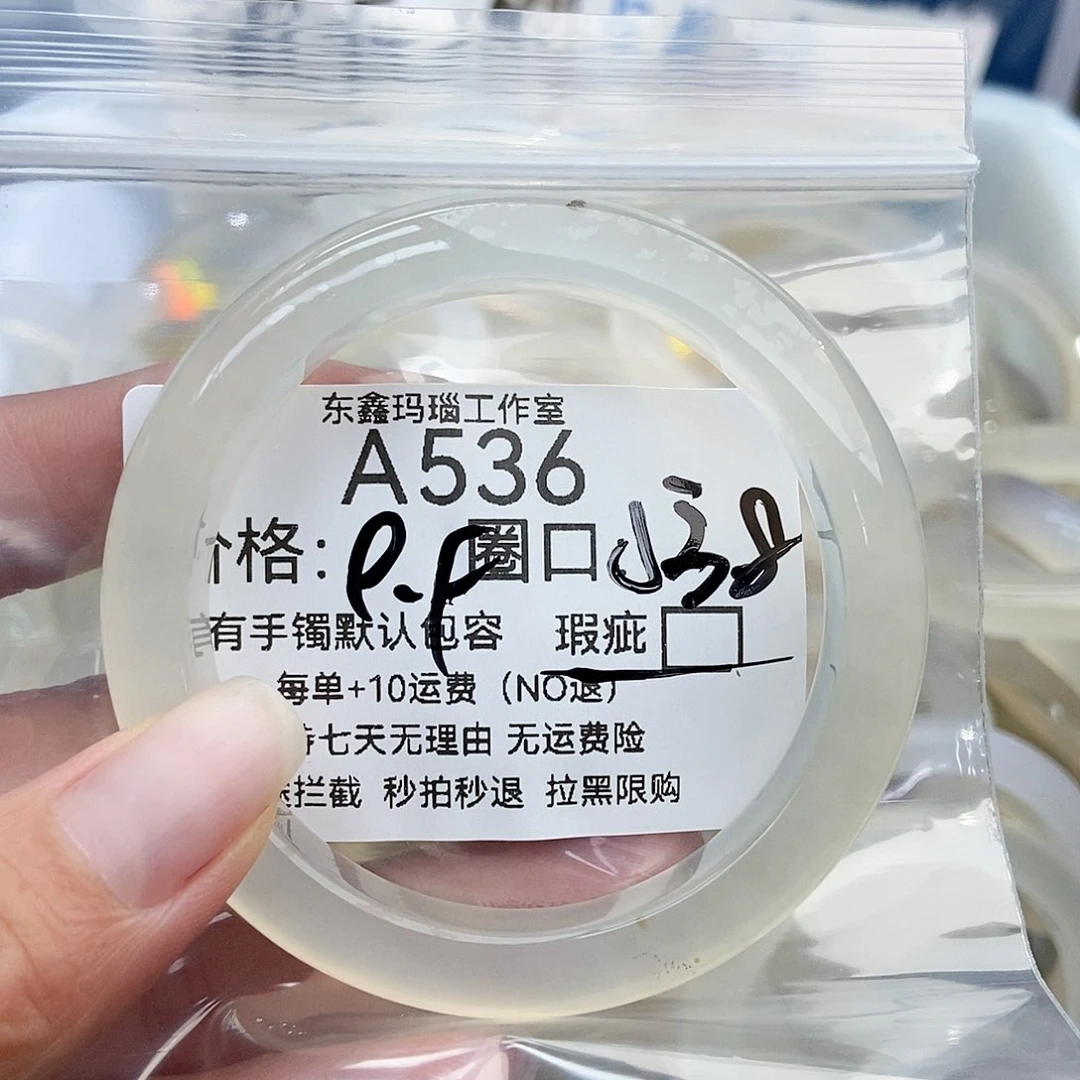 东鑫玛瑙工作室
A536
价格: 圈口
有手镯默认包容 瑕疵
每单+10运费（NO退）
持七天无理由 无运费险
拦截 秒拍秒退 拉黑限购